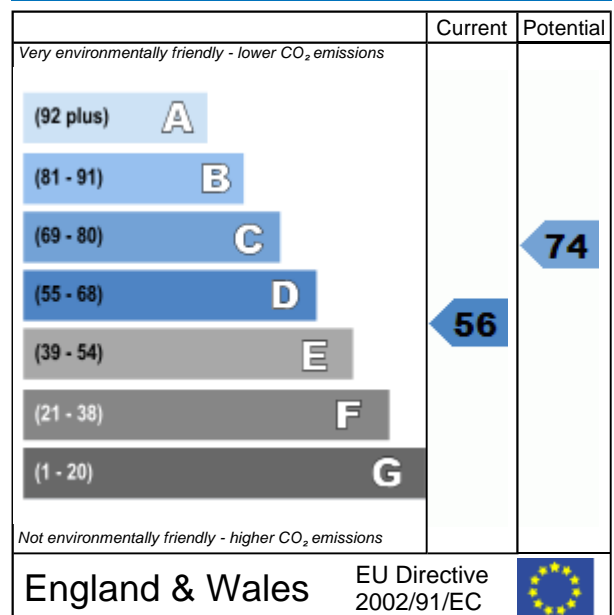 Current Potential
Very environmentally friendly - lower CO₂ emissions
(92 plus) A
(81 - 91) B
(69 - 80) C
74
(55 - 68) D
56
(39 - 54) E
(21 - 38) F
(1 - 20) G
Not environmentally friendly - higher CO₂ emissions
England & Wales
EU Directive
2002/91/EC